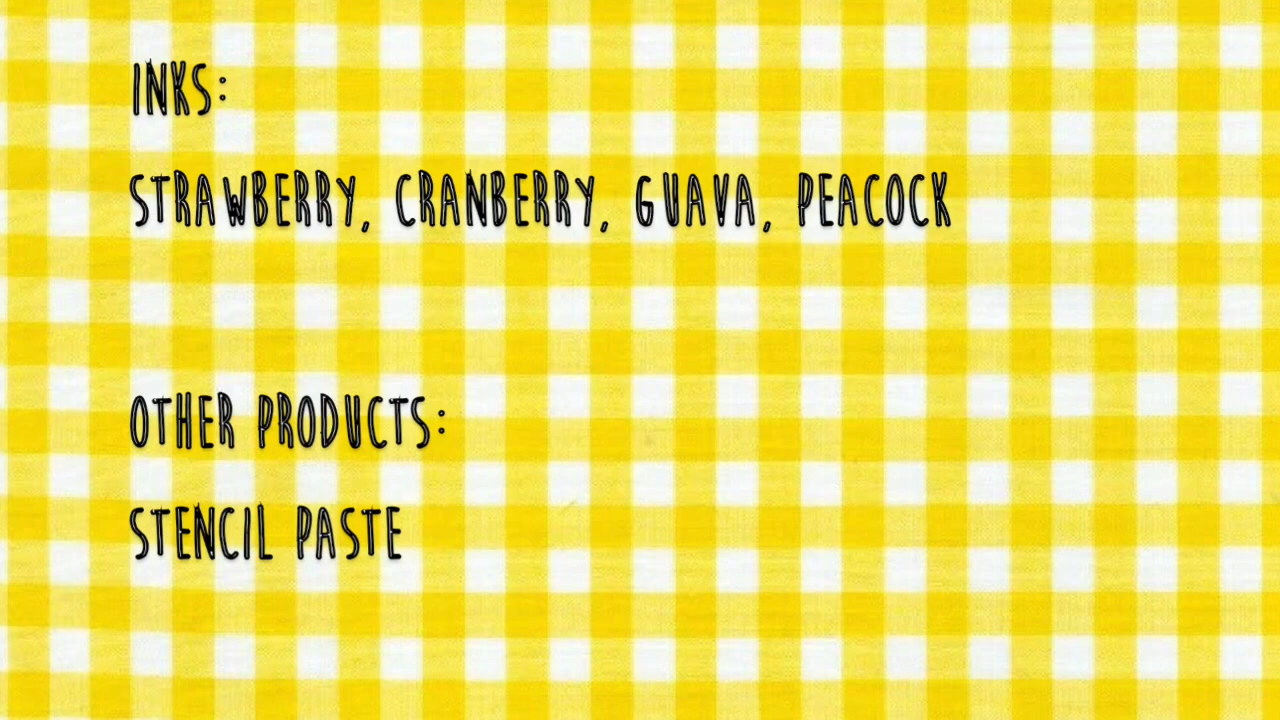 INKS:
STRAWBERRY, CRANBERRY, GUAVA, PEACOCK
OTHER PRODUCTS:
STENCIL PASTE